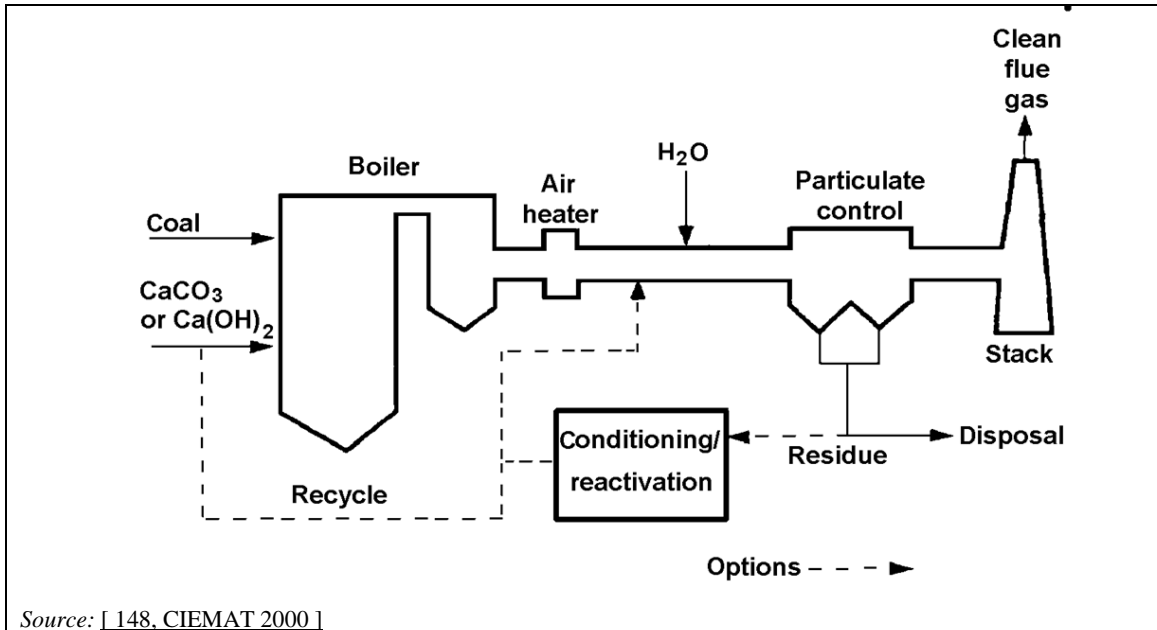 Clean
flue
gas
H₂O
Boiler
Air
heater
Particulate
control
Coal
CaCO₃
or Ca(OH)₂
Stack
Conditioning/
reactivation
Residue
Disposal
Recycle
Options
Source: [ 148, CIEMAT 2000 ]